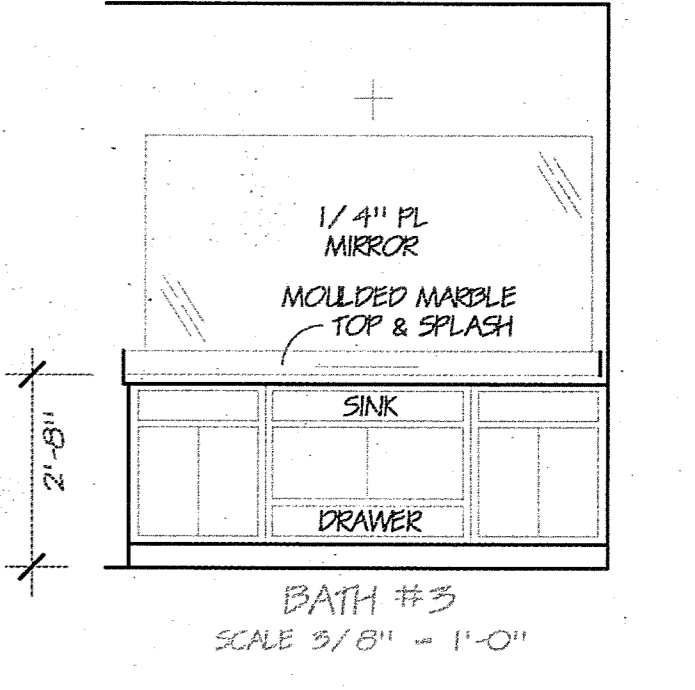 1/4" PL
MIRROR
MOULDED MARBLE
TOP & SPLASH
2'-8"
SINK
DRAWER
BATH #3
SCALE 3/8" = 1'-0"